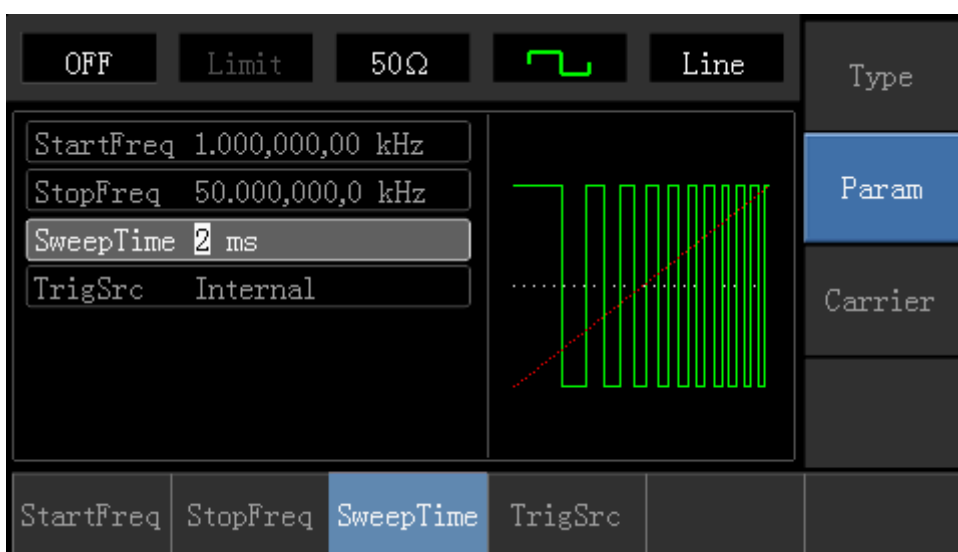 OFF Limit 50Ω Line
Type
StartFreq 1.000,000,00 kHz
StopFreq 50.000,000,0 kHz
Param
SweepTime 2 ms
TrigSrc Internal
Carrier
StartFreq StopFreq SweepTime TrigSrc